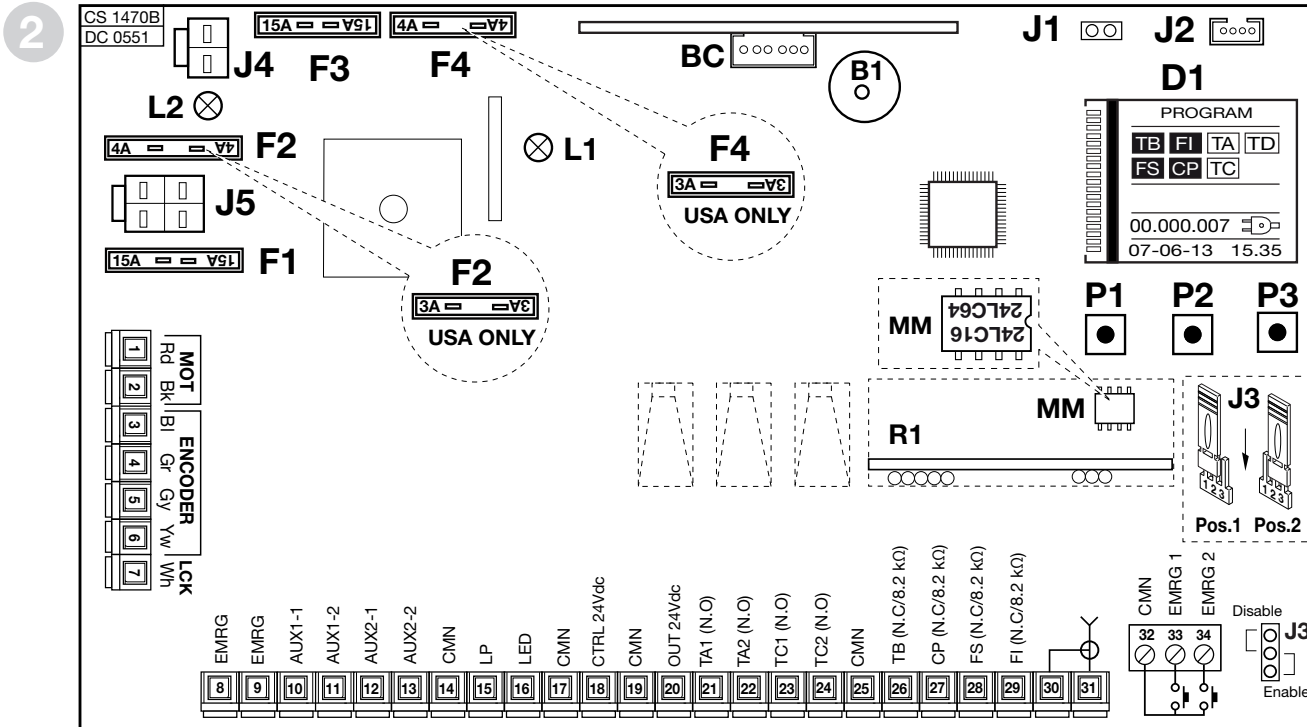 2
CS 1470B
DC 0551
J4
15A 15A
F3
4A 4A
F4
BC
B1
J1
J2
D1
PROGRAM
TB FI TA TD
FS CP TC
00.000.007
07-06-13 15.35
L2
4A 4A
F2
L1
F4
3A 3A
USA ONLY
J5
15A 15A
F1
F2
3A 3A
USA ONLY
P1 P2 P3
MM
24LC64
24LC16
MM
R1
J3
1 2 3
1 2 3
Pos.1 Pos.2
1 Rd
2 Bk
MOT
3 Bl
4 Gr
5 Gy
6 Yw
ENCODER
7 Wh
LCK
EMRG
EMRG
AUX1-1
AUX1-2
AUX2-1
AUX2-2
CMN
LP
LED
CMN
CTRL 24Vdc
CMN
OUT 24Vdc
TA1 (N.O)
TA2 (N.O)
TC1 (N.O)
TC2 (N.O)
CMN
TB (N.C/8.2 kΩ)
CP (N.C/8.2 kΩ)
FS (N.C/8.2 kΩ)
FI (N.C/8.2 kΩ)
8 9 10 11 12 13 14 15 16 17 18 19 20 21 22 23 24 25 26 27 28 29 30 31
CMN
EMRG 1
EMRG 2
32 33 34
Disable
J3
Enable